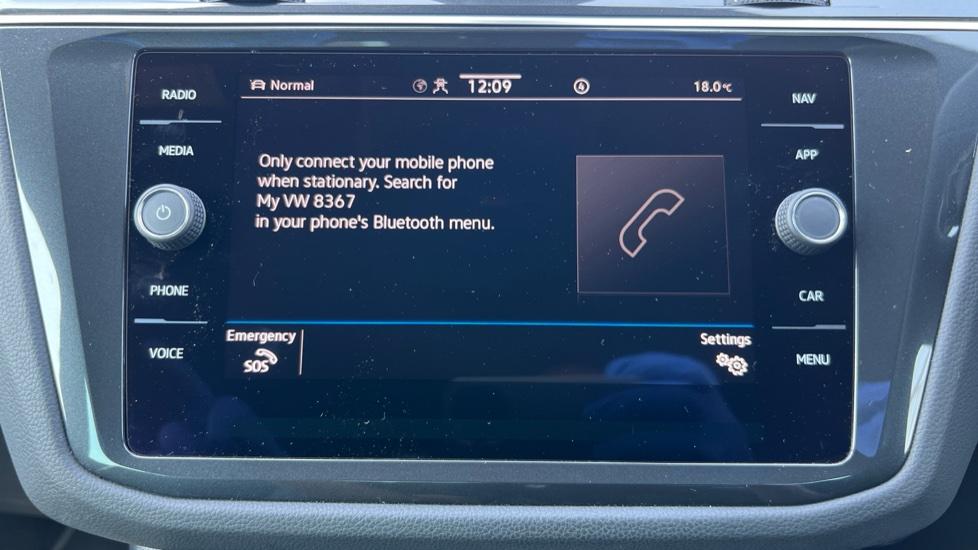 RADIO
MEDIA
PHONE
VOICE
Normal
12:09
4
18.0°C
Only connect your mobile phone
when stationary. Search for
My VW 8367
in your phone's Bluetooth menu.
Emergency
SOS
Settings
NAV
APP
CAR
MENU